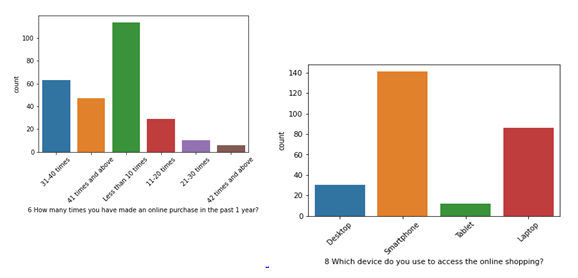 100
80
60
40
20
0
count
31-40 times
41 times and above
Less than 10 times
11-20 times
21-30 times
42 times and above
6 How many times you have made an online purchase in the past 1 year?
140
120
100
80
60
40
20
0
count
Desktop
Smartphone
Tablet
Laptop
8 Which device do you use to access the online shopping?